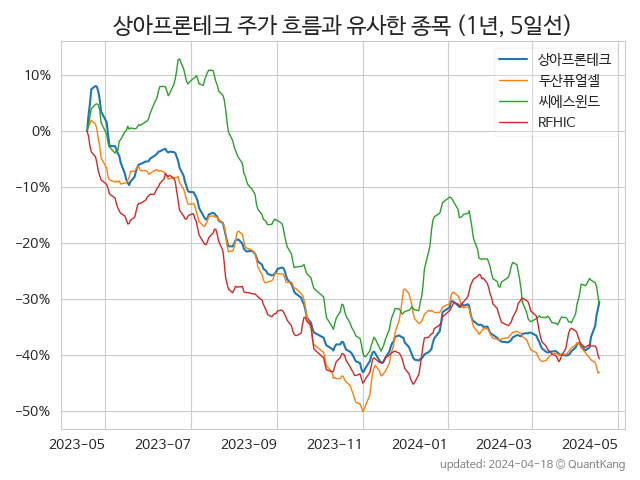 상아프론테크 주가 흐름과 유사한 종목 (1년, 5일선)
상아프론테크
두산퓨얼셀
씨에스윈드
RFHIC
10%
0%
−10%
−20%
−30%
−40%
−50%
2023-05 2023-07 2023-09 2023-11 2024-01 2024-03 2024-05
updated: 2024-04-18 © QuantKang